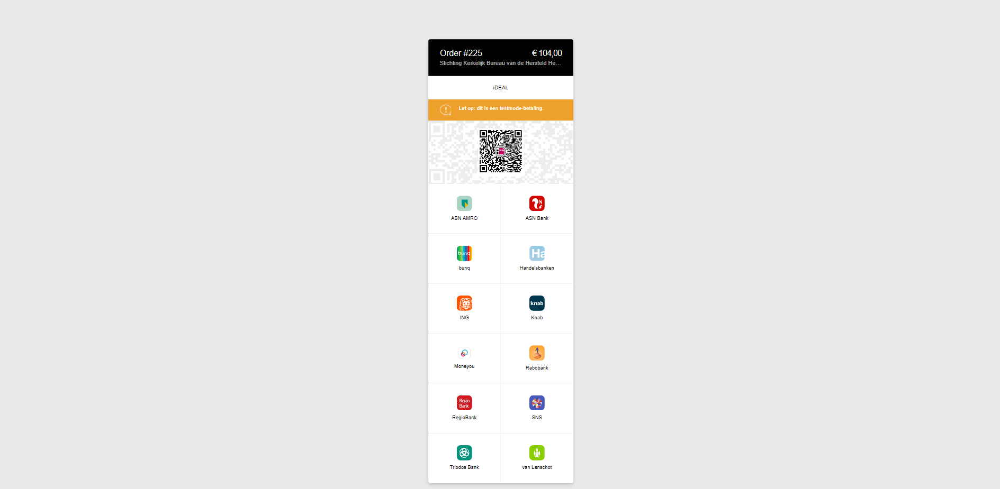 Order #225 € 104,00
Stichting Kerkelijk Bureau van de Hersteld He...
iDEAL
Let op: dit is een testmode-betaling.
iDEAL
ABN AMRO ASN Bank
bunq Ha
bunq Handelsbanken
knab
ING Knab
Moneyou Rabobank
Regio
Bank
RegioBank SNS
Triodos Bank van Lanschot